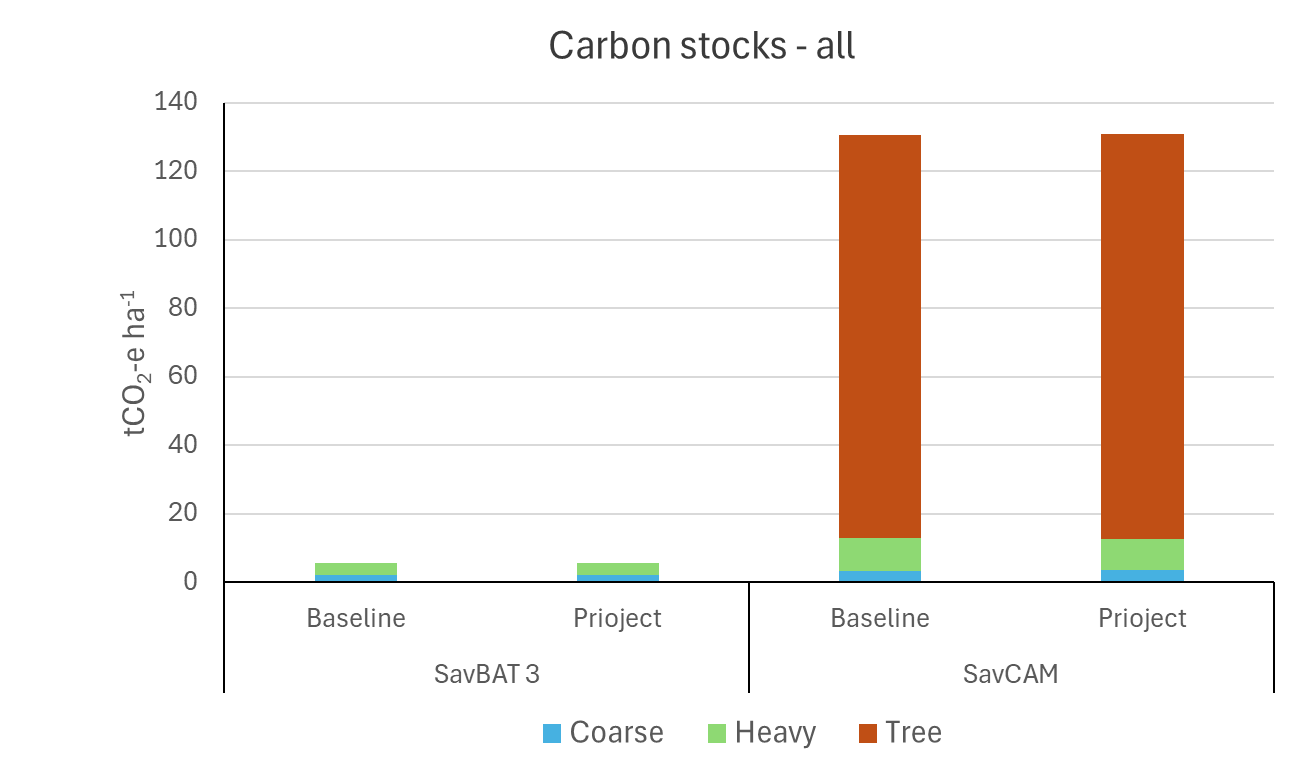 Carbon stocks - all
140
120
100
80
60
40
20
0
tCO₂-e ha⁻¹
Baseline Prioject Baseline Prioject
SavBAT 3 SavCAM
Coarse Heavy Tree